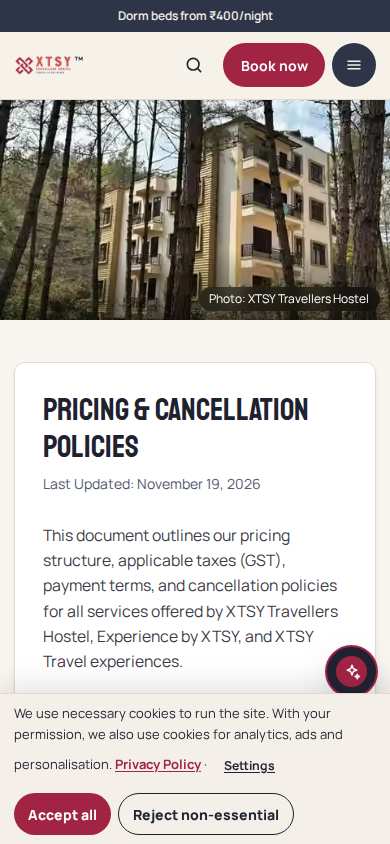 Dorm beds from ₹400/night
XTSY ™
Book now
Photo: XTSY Travellers Hostel
PRICING & CANCELLATION
POLICIES
Last Updated: November 19, 2026
This document outlines our pricing
structure, applicable taxes (GST),
payment terms, and cancellation policies
for all services offered by XTSY Travellers
Hostel, Experience by XTSY, and XTSY
Travel experiences.
We use necessary cookies to run the site. With your
permission, we also use cookies for analytics, ads and
personalisation. Privacy Policy · Settings
Accept all
Reject non-essential